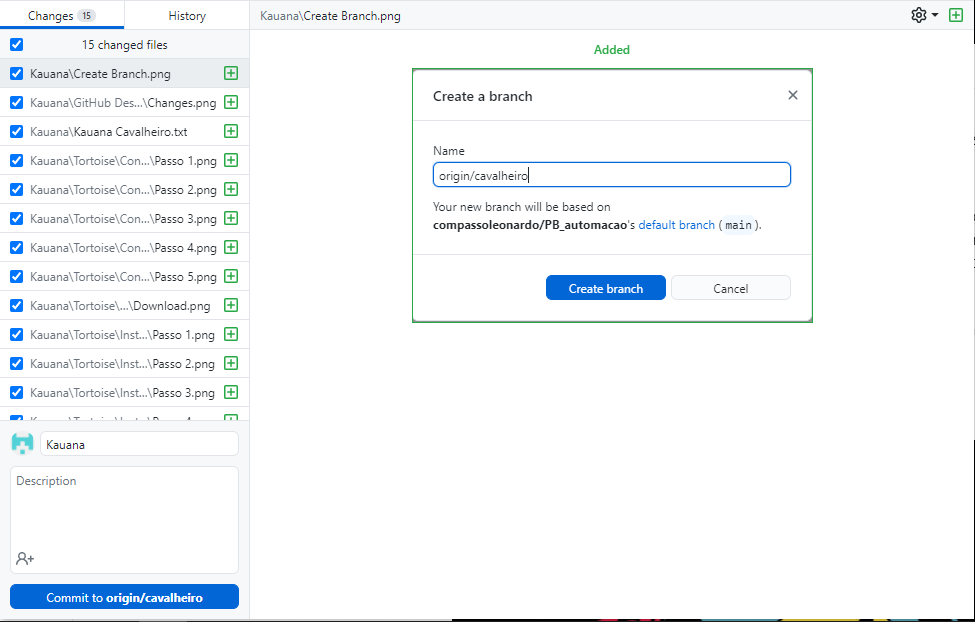 Changes 15
History
Kauana\Create Branch.png
15 changed files
Added
Kauana\Create Branch.png
Kauana\GitHub Des...\Changes.png
Kauana\Kauana Cavalheiro.txt
Kauana\Tortoise\Con...\Passo 1.png
Kauana\Tortoise\Con...\Passo 2.png
Kauana\Tortoise\Con...\Passo 3.png
Kauana\Tortoise\Con...\Passo 4.png
Kauana\Tortoise\Con...\Passo 5.png
Kauana\Tortoise\...\Download.png
Kauana\Tortoise\Inst...\Passo 1.png
Kauana\Tortoise\Inst...\Passo 2.png
Kauana\Tortoise\Inst...\Passo 3.png
Kauana
Description
Commit to origin/cavalheiro
Create a branch
Name
origin/cavalheiro
Your new branch will be based on
compassoleonardo/PB_automacao's default branch (main).
Create branch
Cancel